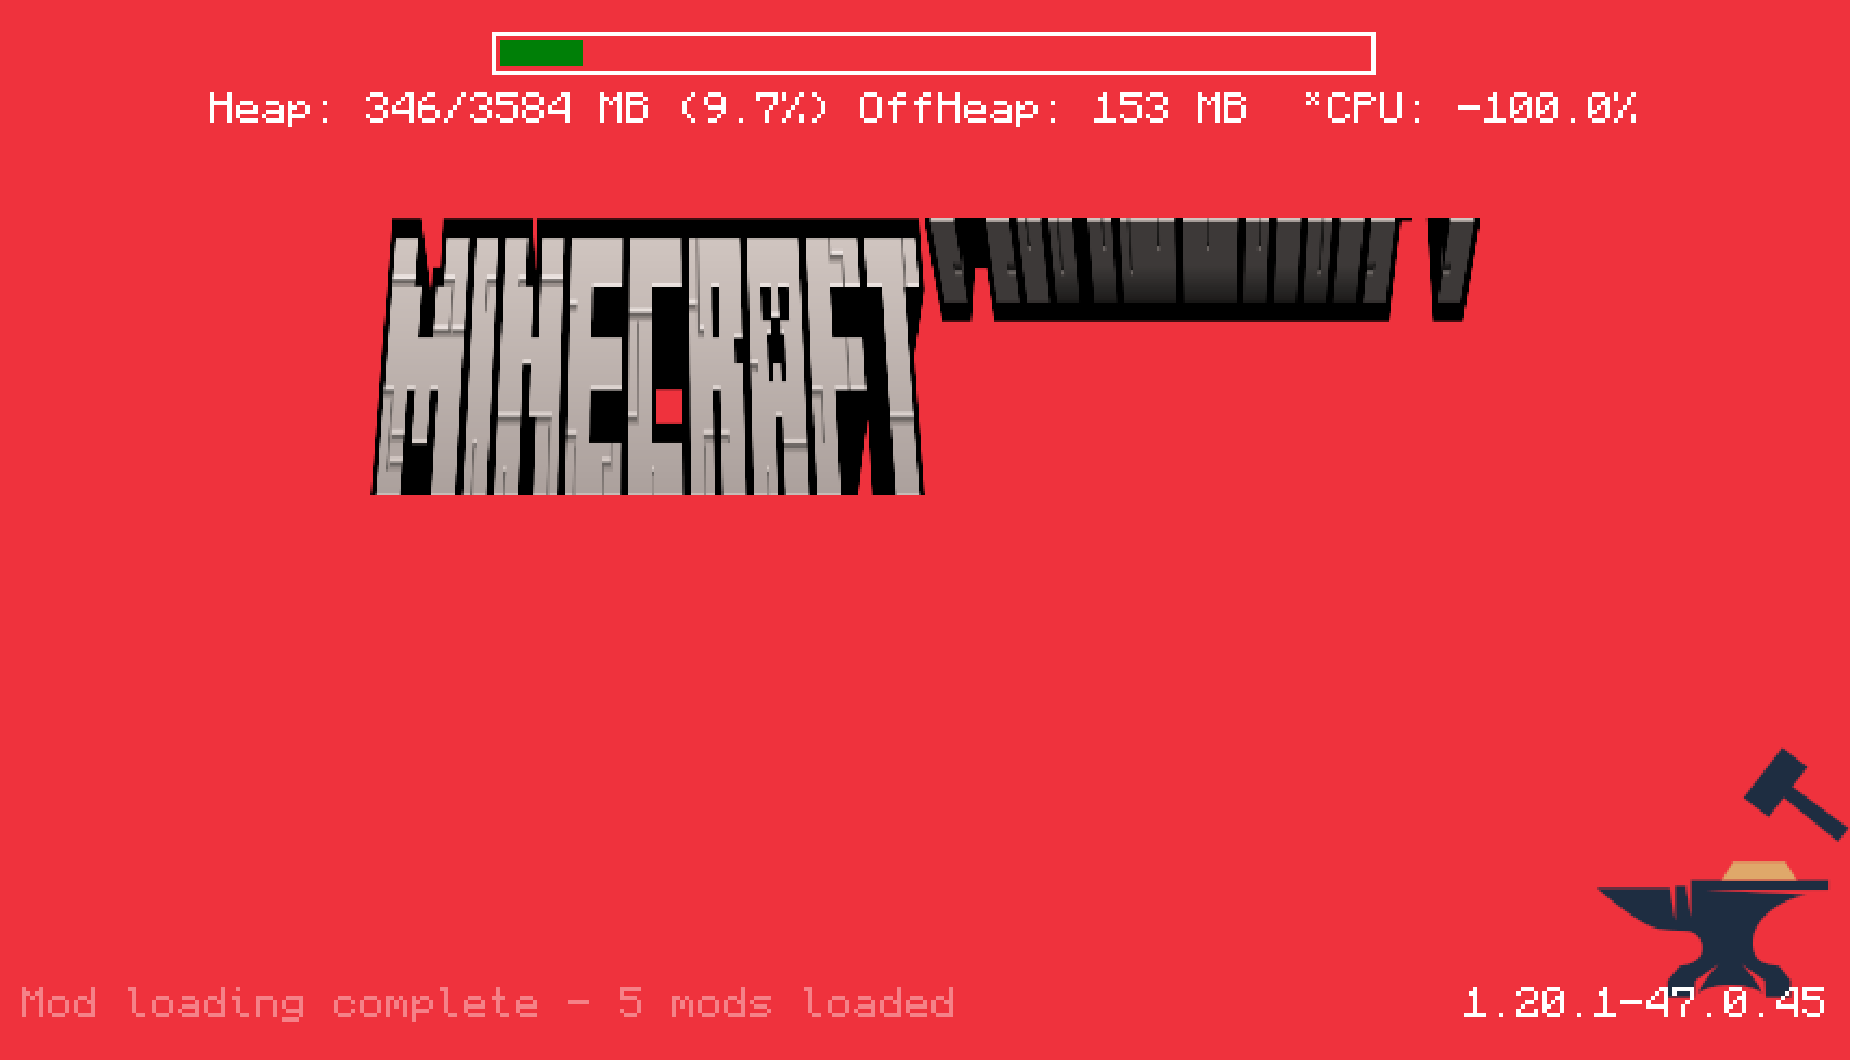 Heap: 346/3584 MB (9.7%) OffHeap: 153 MB *CPU: -100.0%
MINECRAFT
Mod loading complete - 5 mods loaded
1.20.1-47.0.45